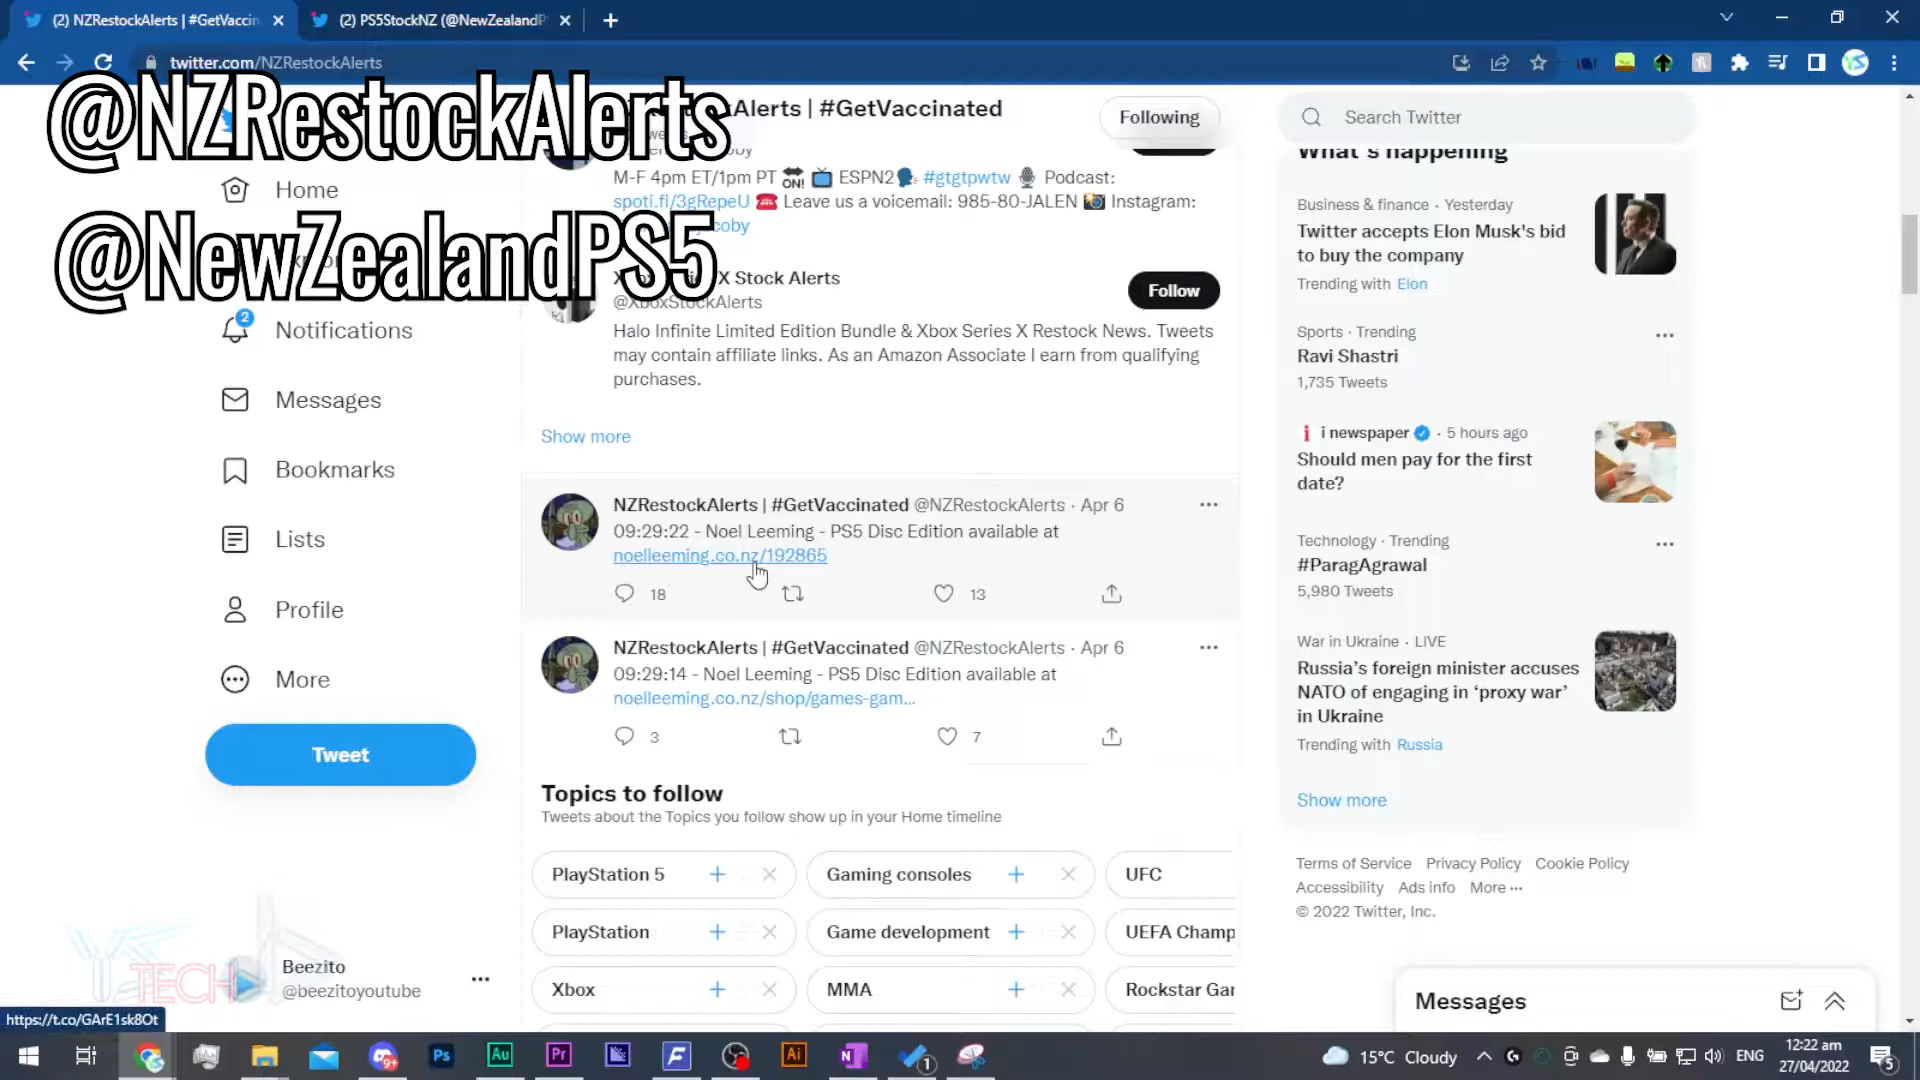 (2) NZRestockAlerts | #GetVaccin
(2) PS5StockNZ (@NewZealandP
twitter.com/NZRestockAlerts
@NZRestockAlerts
@NewZealandPS5
Home
Notifications
2
Messages
Bookmarks
Lists
Profile
More
Tweet
Beezito
@beezitoyoutube
TECH
https://t.co/GArE1sk8Ot
Alerts | #GetVaccinated
Following
M-F 4pm ET/1pm PT ON! ESPN2 #gtgtpwtw Podcast:
spoti.fi/3gRepeU Leave us a voicemail: 985-80-JALEN Instagram:
X Stock Alerts
@XboxStockAlerts
Follow
Halo Infinite Limited Edition Bundle & Xbox Series X Restock News. Tweets
may contain affiliate links. As an Amazon Associate I earn from qualifying
purchases.
Show more
NZRestockAlerts | #GetVaccinated @NZRestockAlerts · Apr 6
09:29:22 - Noel Leeming - PS5 Disc Edition available at
noelleeming.co.nz/192865
18
13
NZRestockAlerts | #GetVaccinated @NZRestockAlerts · Apr 6
09:29:14 - Noel Leeming - PS5 Disc Edition available at
noelleeming.co.nz/shop/games-gam...
3
7
Topics to follow
Tweets about the Topics you follow show up in your Home timeline
PlayStation 5
Gaming consoles
UFC
PlayStation
Game development
UEFA Champ
Xbox
MMA
Rockstar Gar
Search Twitter
What's happening
Business & finance · Yesterday
Twitter accepts Elon Musk's bid
to buy the company
Trending with Elon
Sports · Trending
Ravi Shastri
1,735 Tweets
i newspaper · 5 hours ago
Should men pay for the first
date?
Technology · Trending
#ParagAgrawal
5,980 Tweets
War in Ukraine · LIVE
Russia's foreign minister accuses
NATO of engaging in 'proxy war'
in Ukraine
Trending with Russia
Show more
Terms of Service Privacy Policy Cookie Policy
Accessibility Ads info More ···
© 2022 Twitter, Inc.
Messages
Ps
Au
Pr
Ai
N
1
15°C Cloudy
ENG
12:22 am
27/04/2022
5